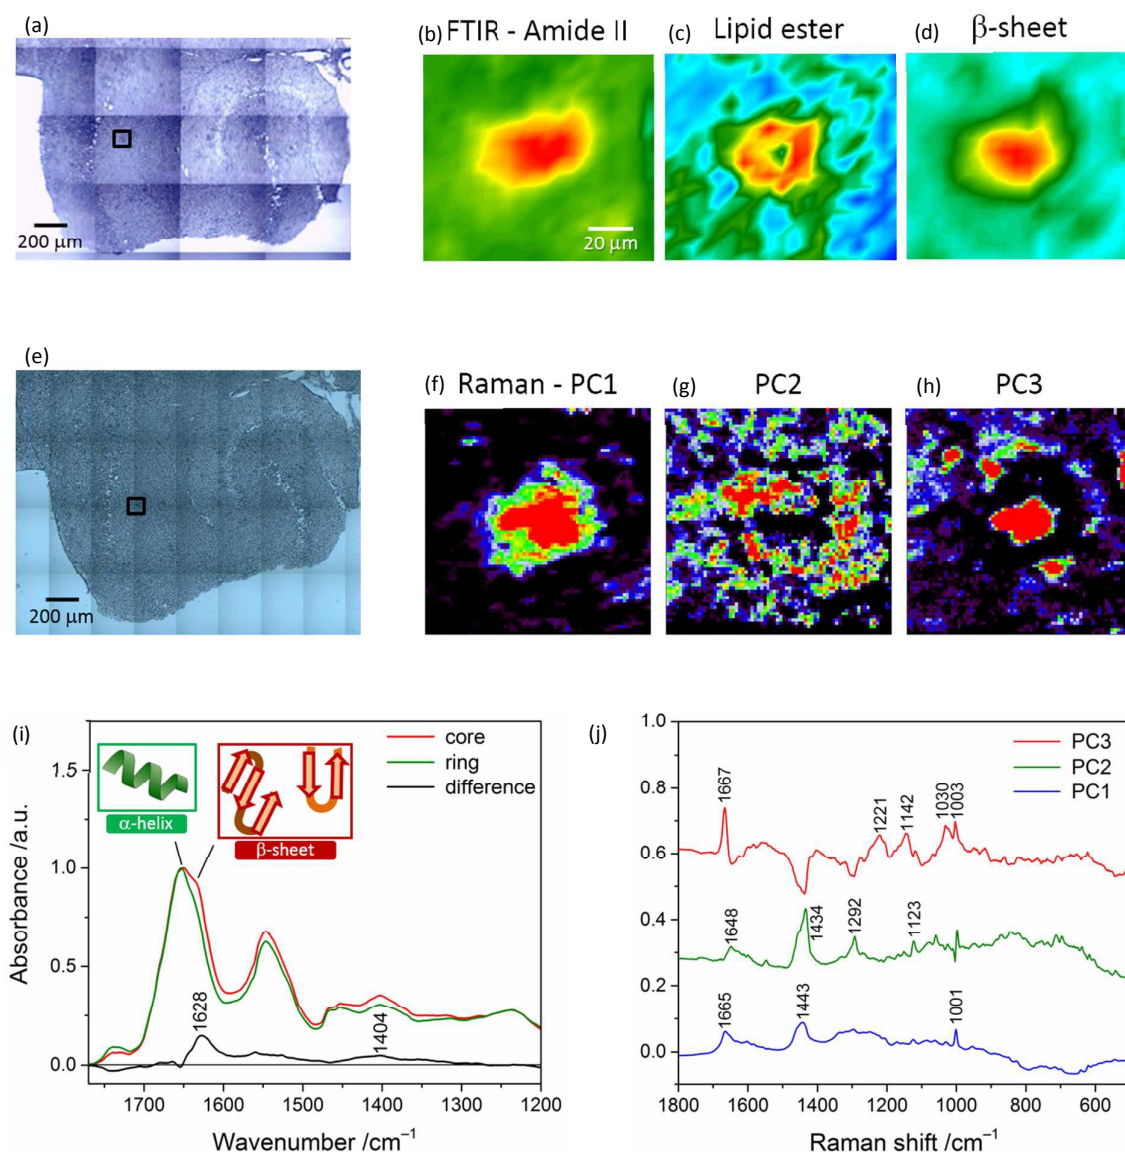 (a)
(b) FTIR - Amide II
(c) Lipid ester
(d) β-sheet
200 μm
20 μm
(e)
(f) Raman - PC1
(g) PC2
(h) PC3
200 μm
(i)
core
ring
difference
α-helix
β-sheet
1628
1404
1.5
1.0
0.5
0.0
Absorbance /a.u.
1700 1600 1500 1400 1300 1200
Wavenumber /cm⁻¹
(j)
PC3
PC2
PC1
1667
1221
1142
1030
1003
1648
1434
1292
1123
1665
1443
1001
1.0
0.8
0.6
0.4
0.2
0.0
1800 1600 1400 1200 1000 800 600
Raman shift /cm⁻¹